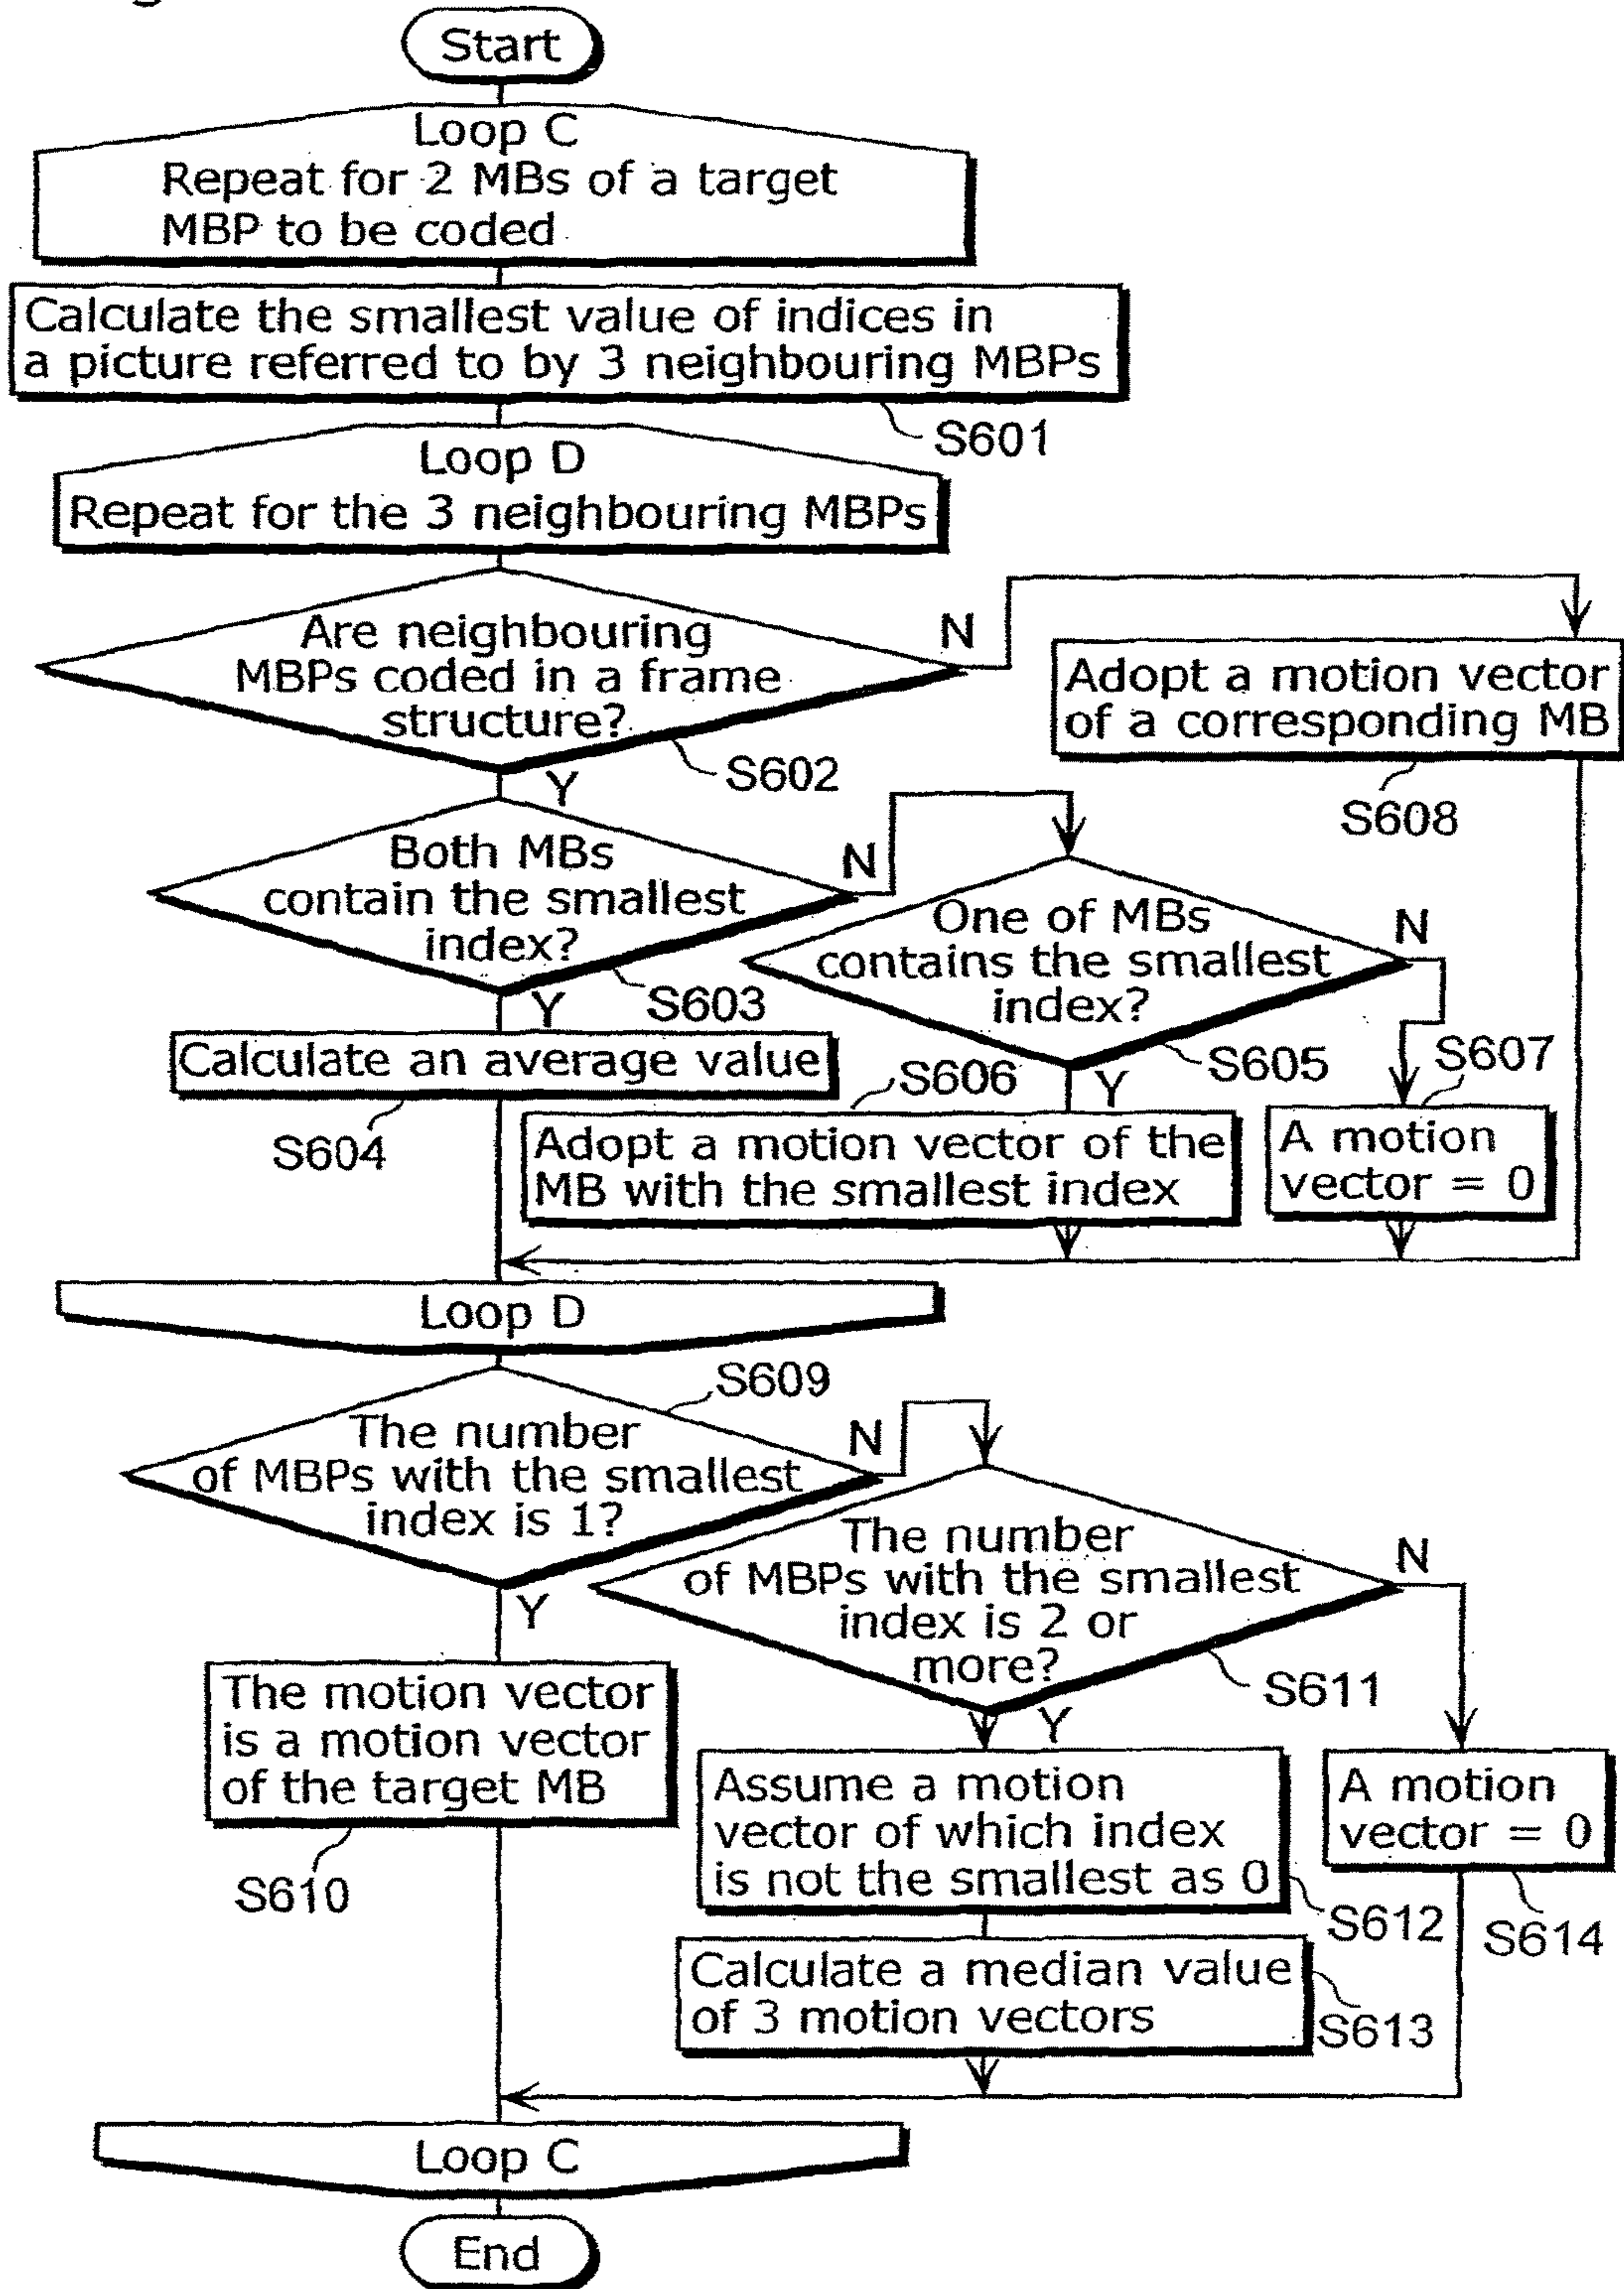 Start
Loop C
Repeat for 2 MBs of a target
MBP to be coded
Calculate the smallest value of indices in
a picture referred to by 3 neighbouring MBPs
S601
Loop D
Repeat for the 3 neighbouring MBPs
Are neighbouring
MBPs coded in a frame
structure?
N
S602
Y
Adopt a motion vector
of a corresponding MB
S608
Both MBs
contain the smallest
index?
N
S603
Y
One of MBs
contains the smallest
index?
N
S605
Y
Calculate an average value
S604
S606
Adopt a motion vector of the
MB with the smallest index
S607
A motion
vector = 0
Loop D
S609
The number
of MBPs with the smallest
index is 1?
N
Y
The number
of MBPs with the smallest
index is 2 or
more?
N
S611
Y
The motion vector
is a motion vector
of the target MB
S610
Assume a motion
vector of which index
is not the smallest as 0
S612
A motion
vector = 0
S614
Calculate a median value
of 3 motion vectors
S613
Loop C
End